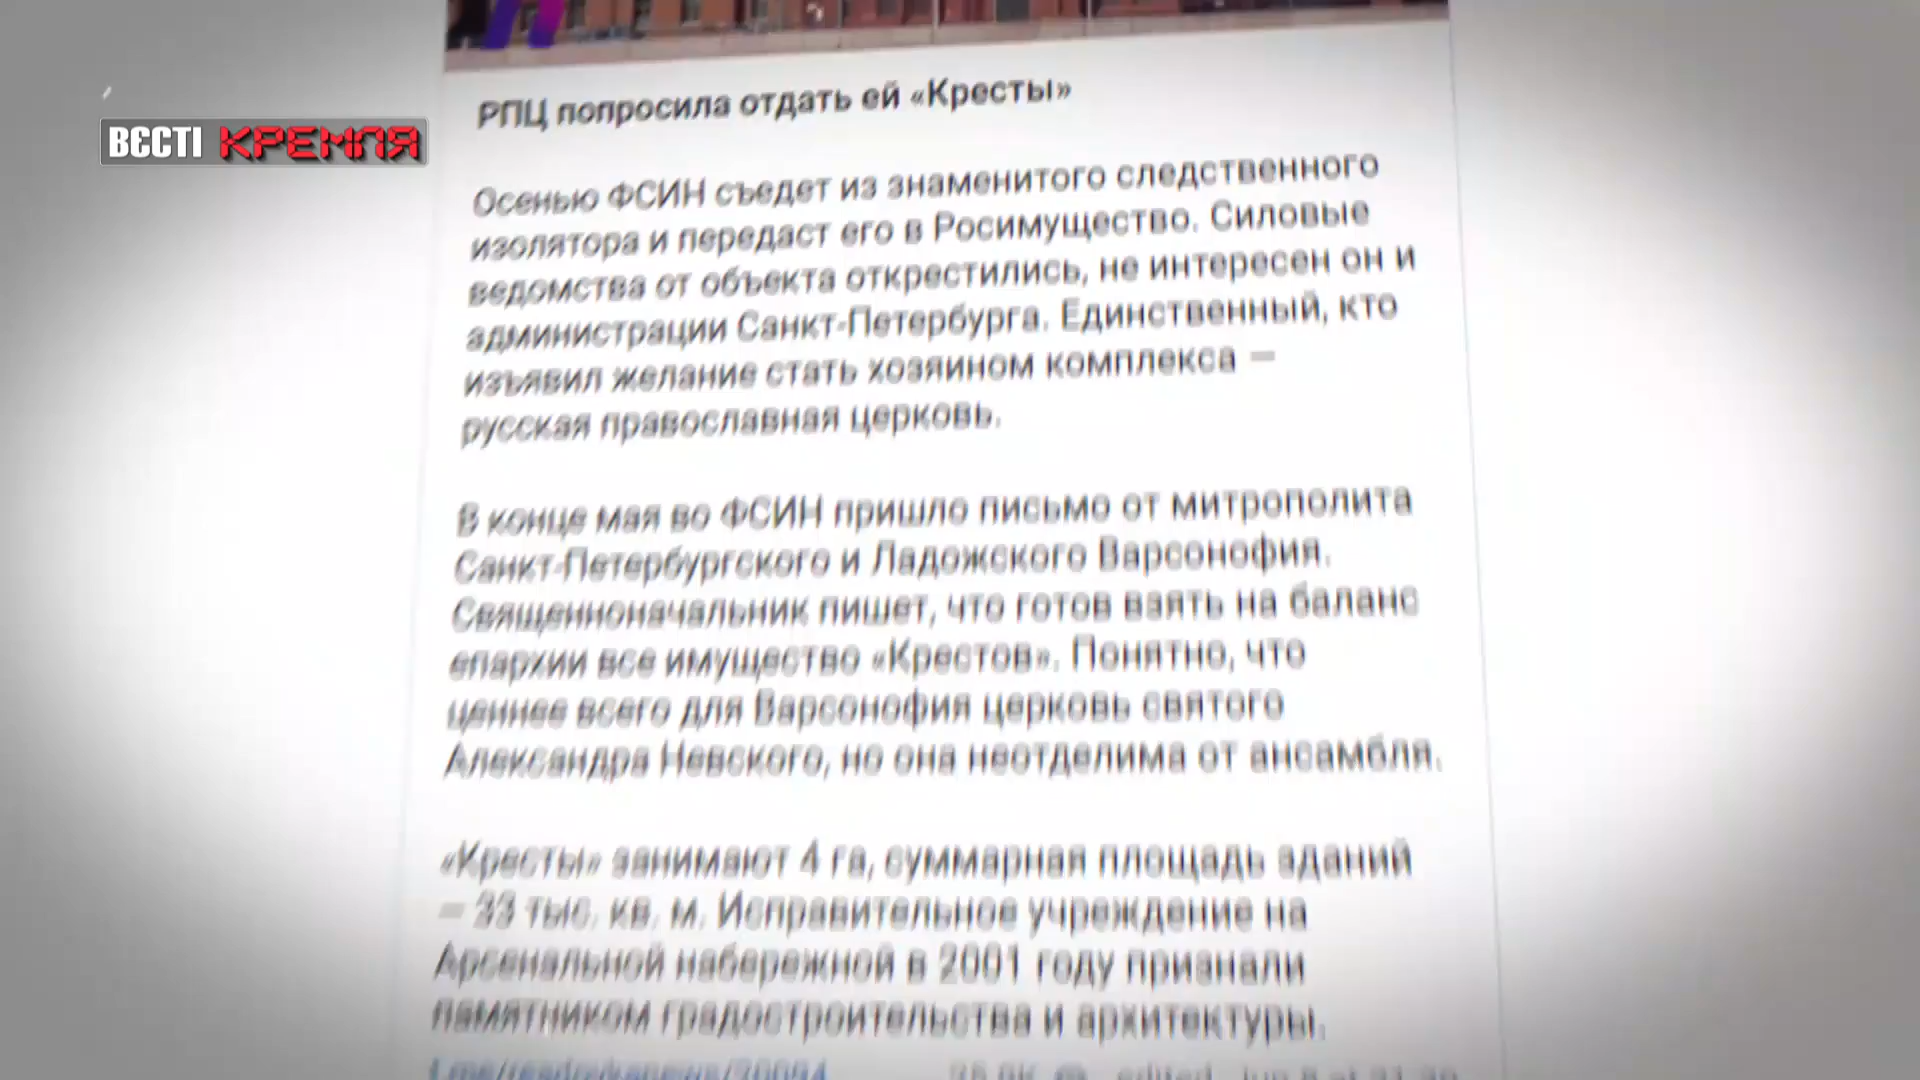 РПЦ попросила отдать ей «Кресты»
ВЄСТІ КРЕМЛЯ
Осенью ФСИН съедет из знаменитого следственного
изолятора и передаст его в Росимущество. Силовые
ведомства от объекта открестились, не интересен он и
администрации Санкт-Петербурга. Единственный, кто
изъявил желание стать хозяином комплекса —
русская православная церковь.
В конце мая во ФСИН пришло письмо от митрополита
Санкт-Петербургского и Ладожского Варсонофия.
Священноначальник пишет, что готов взять на баланс
епархии все имущество «Крестов». Понятно, что
ценнее всего для Варсонофия церковь святого
Александра Невского, но она неотделима от ансамбля.
«Кресты» занимают 4 га, суммарная площадь зданий
— 33 тыс. кв. м. Исправительное учреждение на
Арсенальной набережной в 2001 году признали
памятником градостроительства и архитектуры.
edited